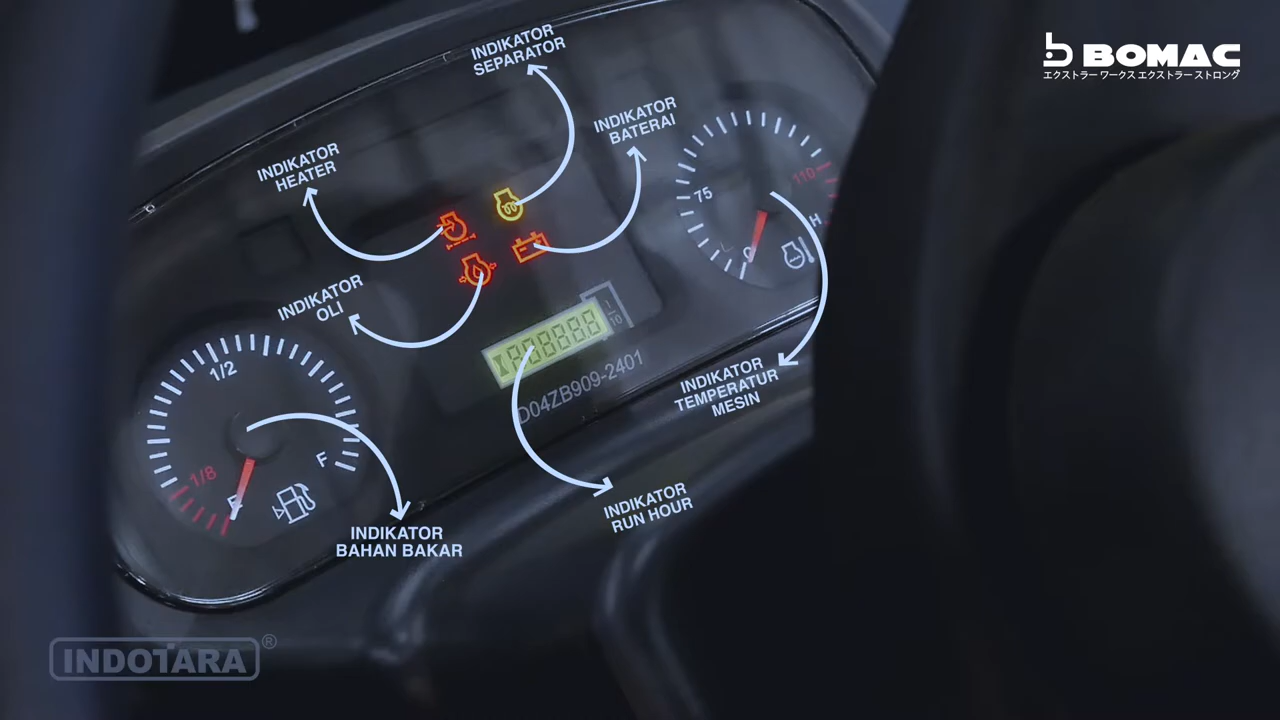 INDIKATOR
SEPARATOR
BOMAC
エクストラー ワークス エクストラー ストロング
INDIKATOR
BATERAI
INDIKATOR
HEATER
110
75
H
C
INDIKATOR
OLI
1/10
1/2
D04ZB909-2401
INDIKATOR
TEMPERATUR
MESIN
F
1/8
E
INDIKATOR
RUN HOUR
INDIKATOR
BAHAN BAKAR
INDOTARA®